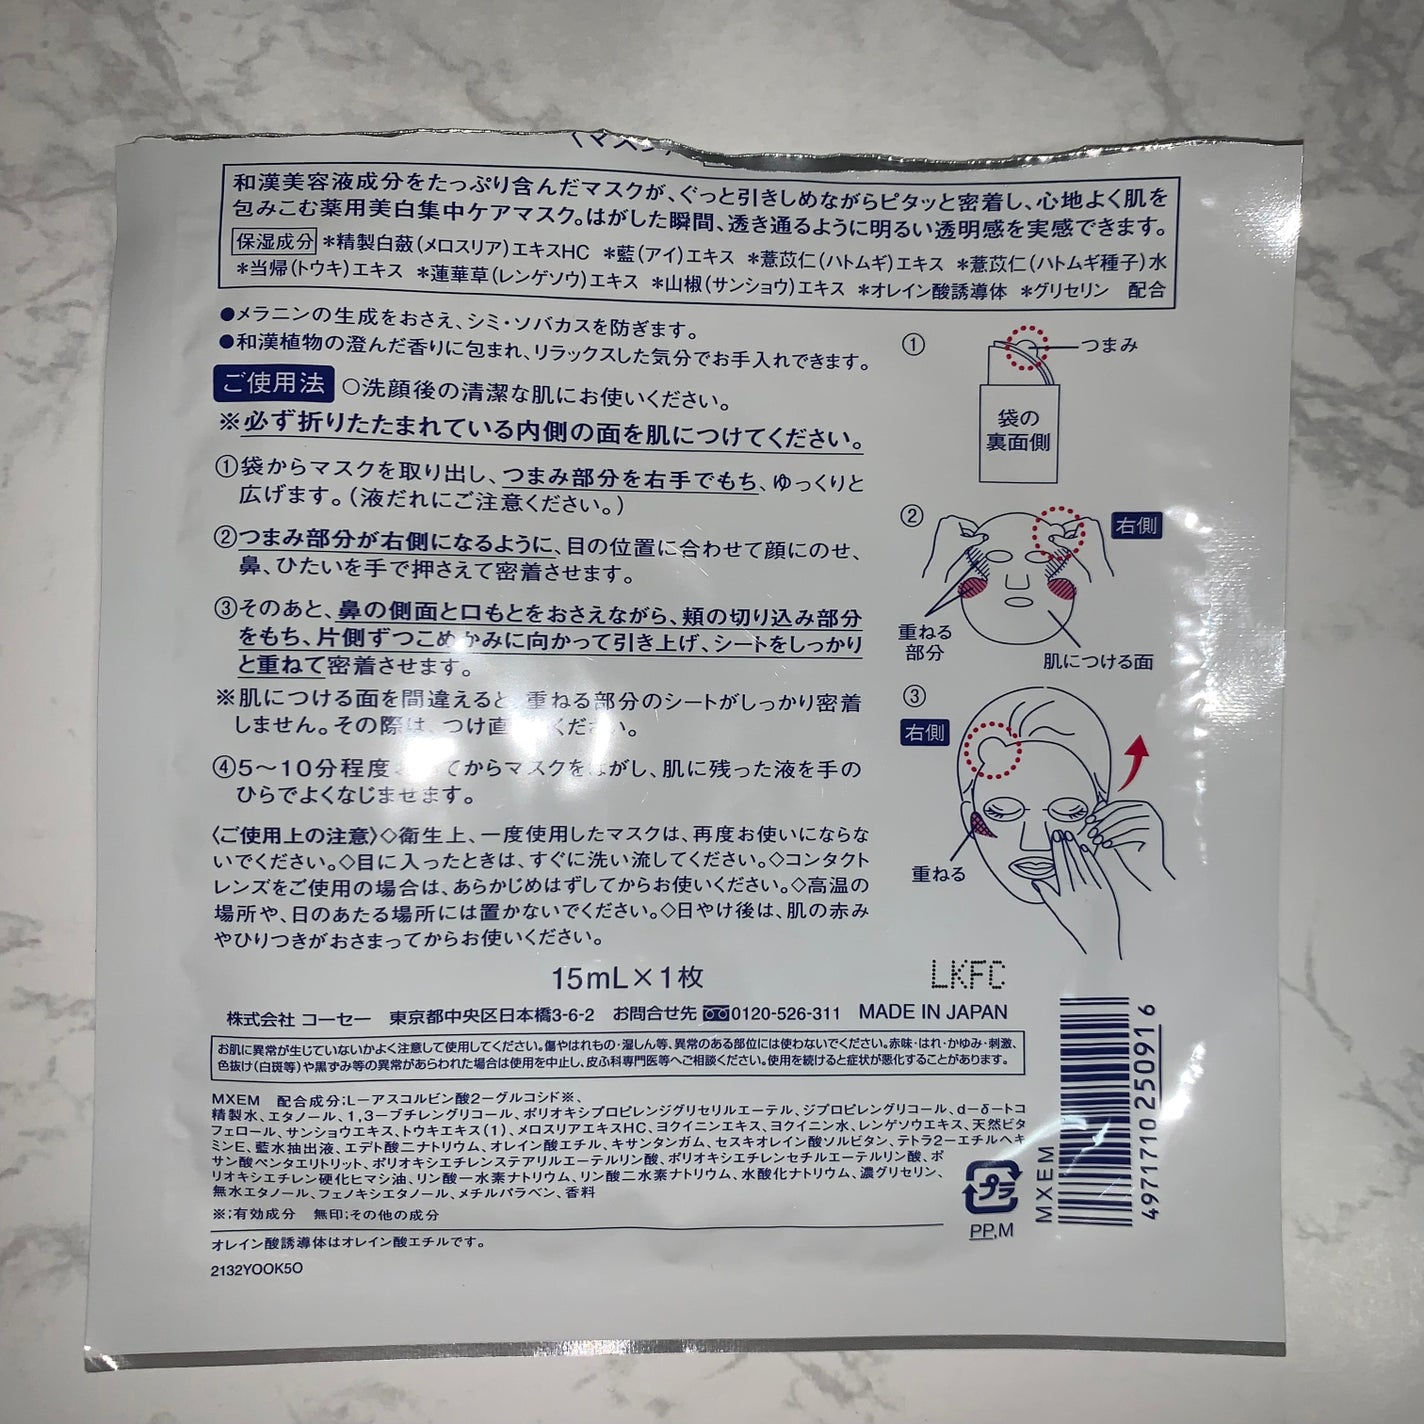 (マスク)
和漢美容液成分をたっぷり含んだマスクが、ぐっと引きしめながらピタッと密着し、心地よく肌を
包みこむ薬用美白集中ケアマスク。はがした瞬間、透き通るように明るい透明感を実感できます。
保湿成分 *精製白蘞(メロスリア)エキスHC *藍(アイ)エキス *薏苡仁(ハトムギ)エキス *薏苡仁(ハトムギ種子)水
*当帰(トウキ)エキス *蓮華草(レンゲソウ)エキス *山椒(サンショウ)エキス *オレイン酸誘導体 *グリセリン 配合
●メラニンの生成をおさえ、シミ・ソバカスを防ぎます。
●和漢植物の澄んだ香りに包まれ、リラックスした気分でお手入れできます。
ご使用法 ○洗顔後の清潔な肌にお使いください。
※必ず折りたたまれている内側の面を肌につけてください。
①袋からマスクを取り出し、つまみ部分を右手でもち、ゆっくりと
広げます。(液だれにご注意ください。)
②つまみ部分が右側になるように、目の位置に合わせて顔にのせ、
鼻、ひたいを手で押さえて密着させます。
③そのあと、鼻の側面と口もとをおさえながら、頬の切り込み部分
をもち、片側ずつこめかみに向かって引き上げ、シートをしっかり
と重ねて密着させます。
※肌につける面を間違えると 重ねる部分のシートがしっかり密着
しません。その際は、つけ直 ください。
④5〜10分程度 てからマスクをはがし、肌に残った液を手の
ひらでよくなじませます。
〈ご使用上の注意〉◇衛生上、一度使用したマスクは、再度お使いにならな
いでください。◇目に入ったときは、すぐに洗い流してください。◇コンタクト
レンズをご使用の場合は、あらかじめはずしてからお使いください。◇高温の
場所や、日のあたる場所には置かないでください。◇日やけ後は、肌の赤み
やひりつきがおさまってからお使いください。
①
つまみ
袋の
裏面側
②
右側
重ねる
部分
肌につける面
③
右側
重ねる
15mL×1枚
LKFC
株式会社 コーセー 東京都中央区日本橋3-6-2 お問合せ先 0120-526-311 MADE IN JAPAN
お肌に異常が生じていないかよく注意して使用してください。傷やはれもの・湿しん等、異常のある部位には使わないでください。赤味・はれ・かゆみ・刺激、
色抜け(白斑等)や黒ずみ等の異常があらわれた場合は使用を中止し、皮ふ科専門医等へご相談ください。使用を続けると症状が悪化することがあります。
MXEM 配合成分:L−アスコルビン酸2−グルコシド※、
精製水、エタノール、1,3−ブチレングリコール、ポリオキシプロピレンジグリセリルエーテル、ジプロピレングリコール、d−δ−トコ
フェロール、サンショウエキス、トウキエキス(1)、メロスリアエキスHC、ヨクイニンエキス、ヨクイニン水、レンゲソウエキス、天然ビタ
ミンE、藍水抽出液、エデト酸二ナトリウム、オレイン酸エチル、キサンタンガム、セスキオレイン酸ソルビタン、テトラ2−エチルヘキ
サン酸ペンタエリトリット、ポリオキシエチレンステアリルエーテルリン酸、ポリオキシエチレンセチルエーテルリン酸、ポ
リオキシエチレン硬化ヒマシ油、リン酸一水素ナトリウム、リン酸二水素ナトリウム、水酸化ナトリウム、濃グリセリン、
無水エタノール、フェノキシエタノール、メチルパラベン、香料
※;有効成分 無印;その他の成分
オレイン酸誘導体はオレイン酸エチルです。
2132YOOK5O
プラ
PP,M
MXEM
4971710250916